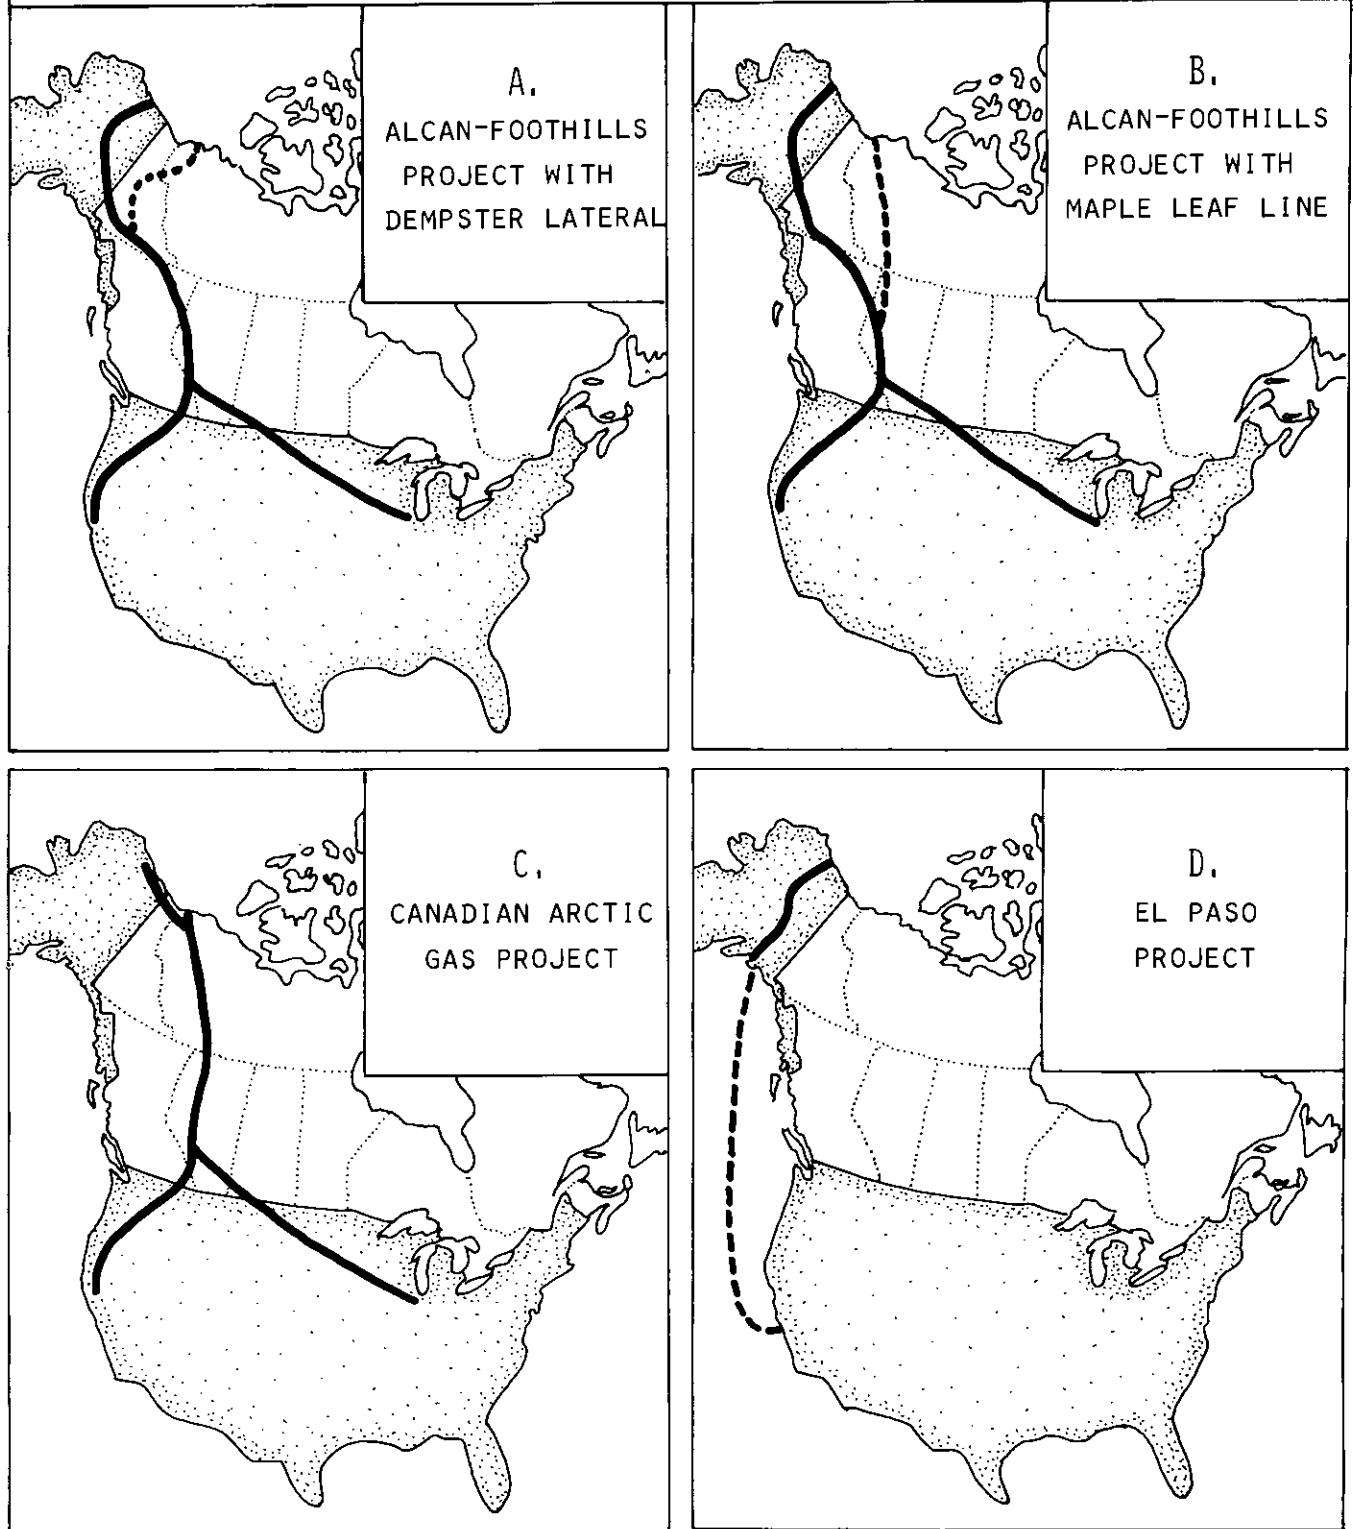 A.
ALCAN-FOOTHILLS
PROJECT WITH
DEMPSTER LATERAL
B.
ALCAN-FOOTHILLS
PROJECT WITH
MAPLE LEAF LINE
C.
CANADIAN ARCTIC
GAS PROJECT
D.
EL PASO
PROJECT